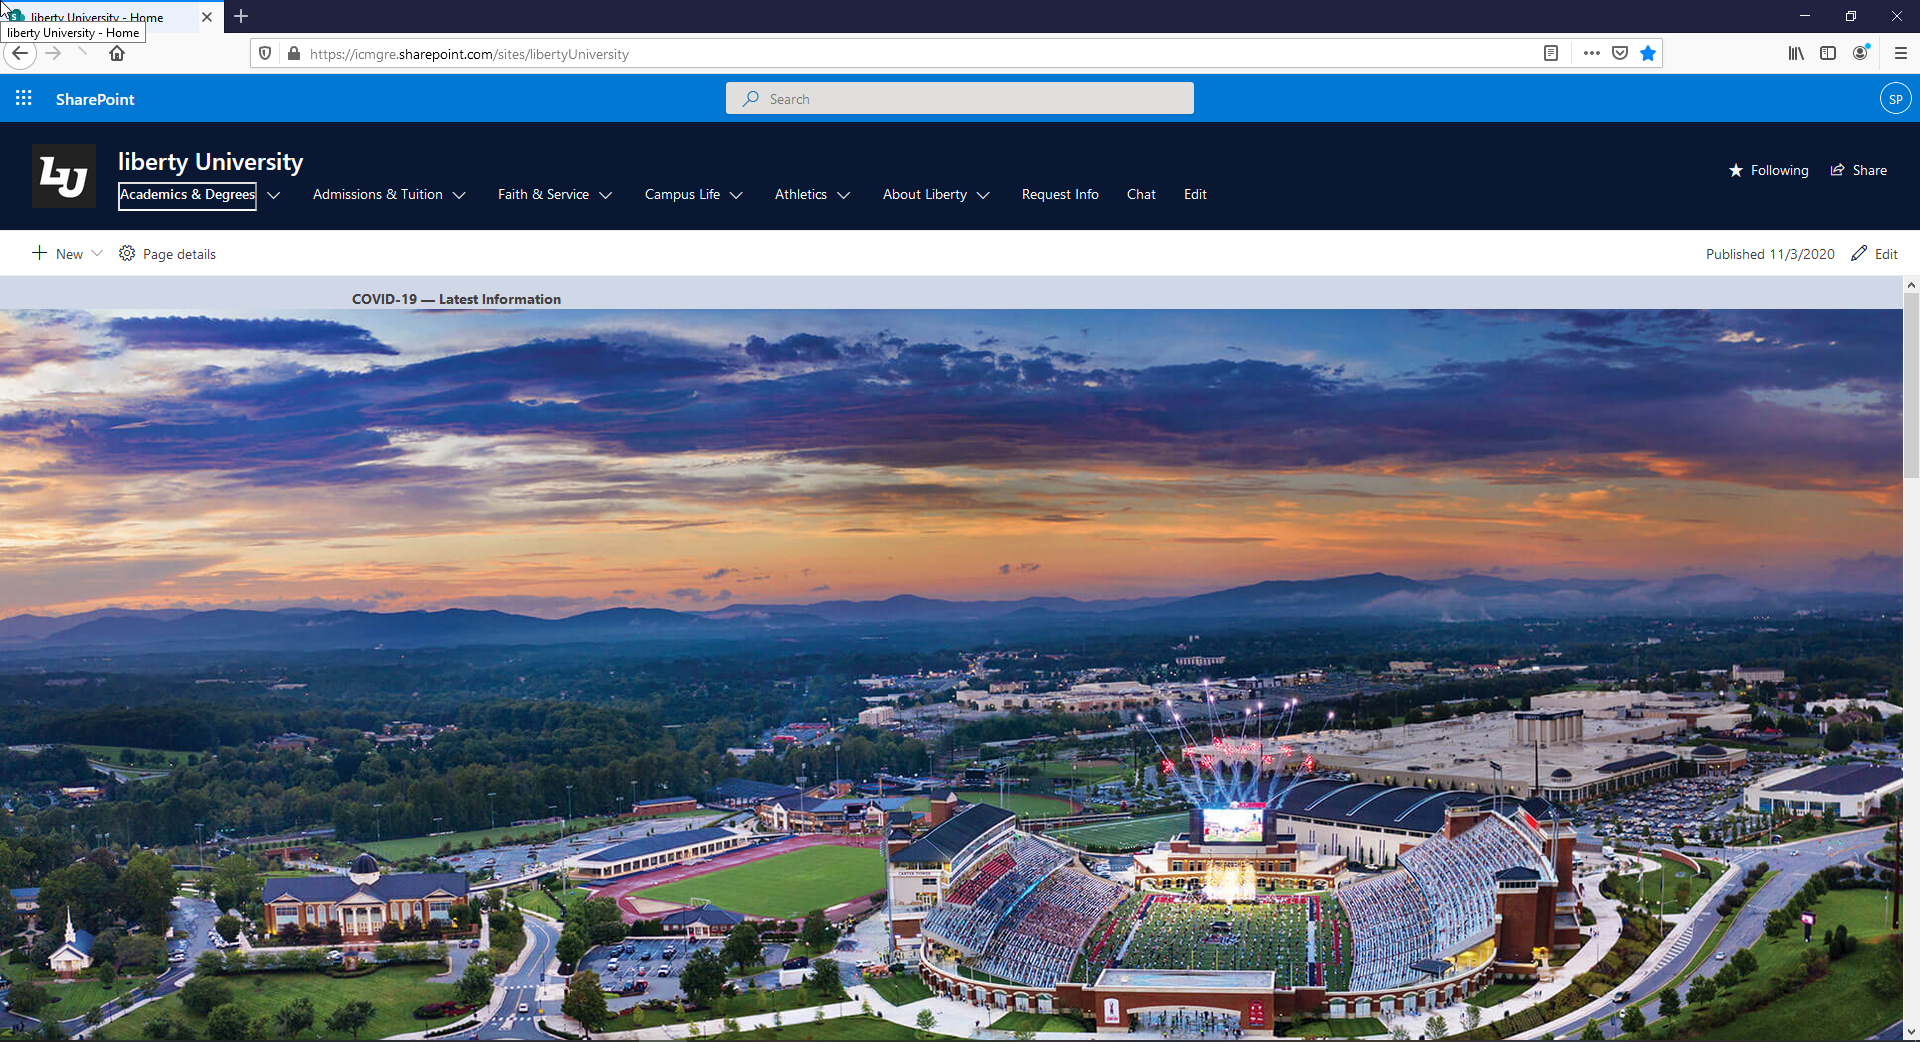 liberty University - Home
liberty University - Home
https://icmgre.sharepoint.com/sites/libertyUniversity
SharePoint
Search
SP
LU
liberty University
Following
Share
Academics & Degrees
Admissions & Tuition
Faith & Service
Campus Life
Athletics
About Liberty
Request Info
Chat
Edit
New
Page details
Published 11/3/2020
Edit
COVID-19 — Latest Information